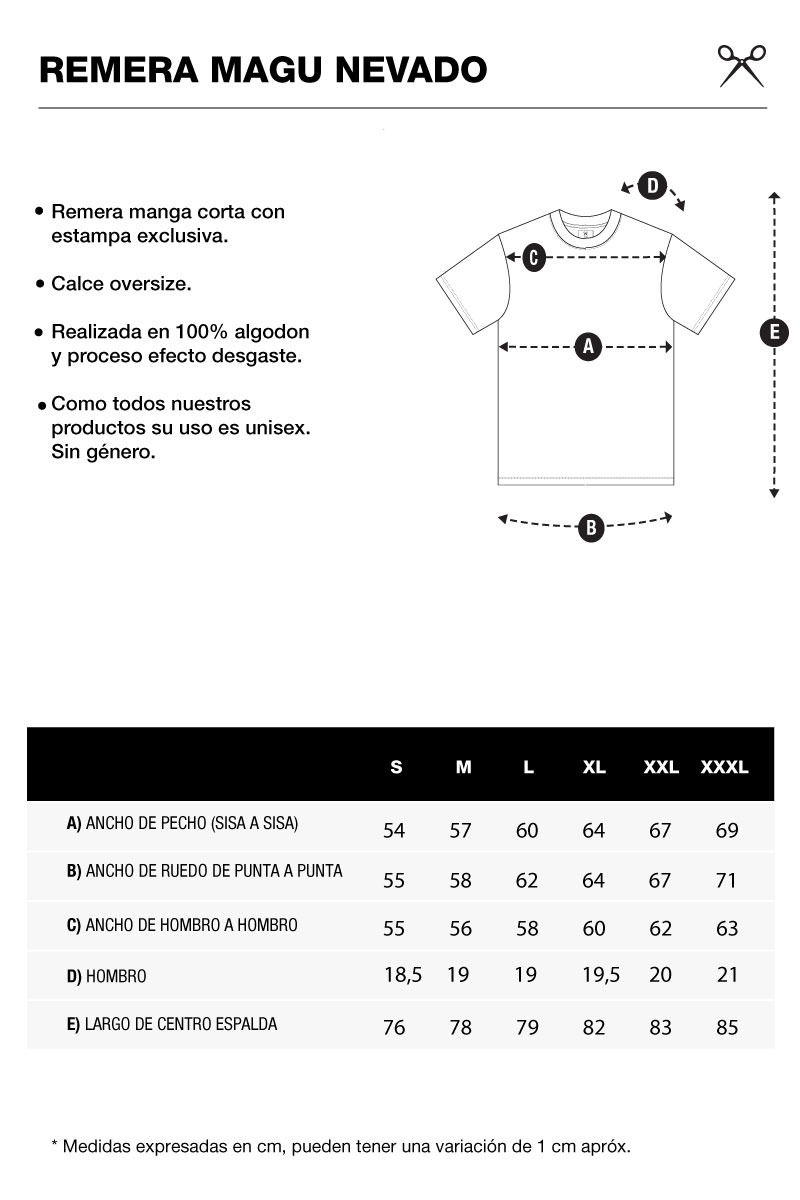 REMERA MAGU NEVADO
• Remera manga corta con
estampa exclusiva.
• Calce oversize.
• Realizada en 100% algodon
y proceso efecto desgaste.
• Como todos nuestros
productos su uso es unisex.
Sin género.
D
C
E
A
B
S M L XL XXL XXXL
A) ANCHO DE PECHO (SISA A SISA) 54 57 60 64 67 69
B) ANCHO DE RUEDO DE PUNTA A PUNTA 55 58 62 64 67 71
C) ANCHO DE HOMBRO A HOMBRO 55 56 58 60 62 63
D) HOMBRO 18,5 19 19 19,5 20 21
E) LARGO DE CENTRO ESPALDA 76 78 79 82 83 85
* Medidas expresadas en cm, pueden tener una variación de 1 cm apróx.